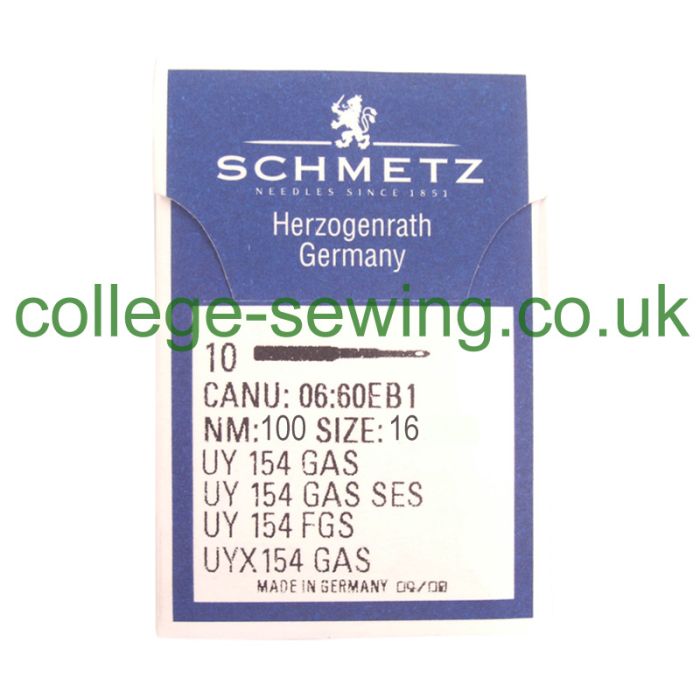 SCHMETZ
NEEDLES SINCE 1851
Herzogenrath
Germany
college-sewing.co.uk
10
CANU: 06:60EB1
NM:100 SIZE: 16
UY 154 GAS
UY 154 GAS SES
UY 154 FGS
UYX154 GAS
MADE IN GERMANY 09/08